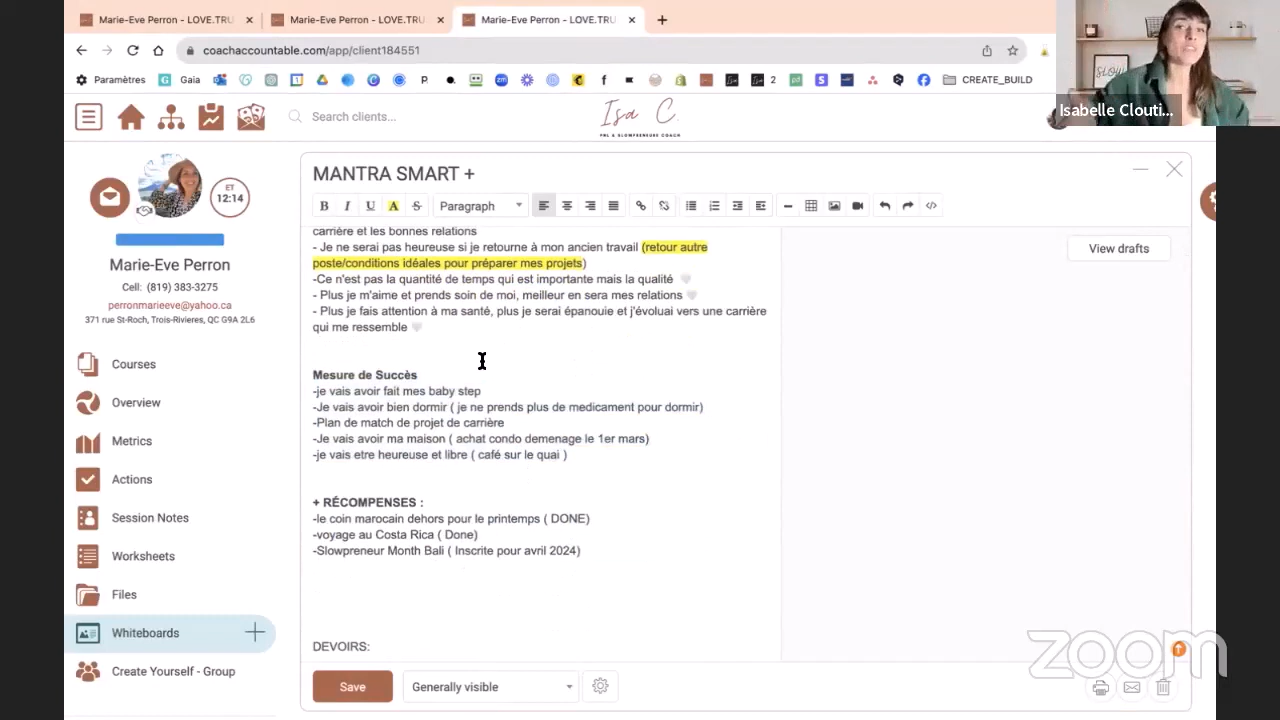 Marie-Eve Perron - LOVE.TRU
Marie-Eve Perron - LOVE.TRU
Marie-Eve Perron - LOVE.TRU
coachaccountable.com/app/client184551
Paramètres
Gaia
2
CREATE_BUILD
SLOW
Isabelle Clouti...
Search clients...
Isa C.
PNL & SLOWPRENEURE COACH
ET
12:14
Marie-Eve Perron
Cell: (819) 383-3275
perronmarieeve@yahoo.ca
371 rue St-Roch, Trois-Rivieres, QC G9A 2L6
Courses
Overview
Metrics
Actions
Session Notes
Worksheets
Files
Whiteboards
Create Yourself - Group
MANTRA SMART +
B I U A S Paragraph
View drafts
carrière et les bonnes relations
- Je ne serai pas heureuse si je retourne à mon ancien travail (retour autre
poste/conditions idéales pour préparer mes projets)
-Ce n'est pas la quantité de temps qui est importante mais la qualité 🤍
- Plus je m'aime et prends soin de moi, meilleur en sera mes relations 🤍
- Plus je fais attention à ma santé, plus je serai épanouie et j'évoluai vers une carrière
qui me ressemble 🤍
Mesure de Succès
-je vais avoir fait mes baby step
-Je vais avoir bien dormir ( je ne prends plus de medicament pour dormir)
-Plan de match de projet de carrière
-Je vais avoir ma maison ( achat condo demenage le 1er mars)
-je vais etre heureuse et libre ( café sur le quai )
+ RÉCOMPENSES :
-le coin marocain dehors pour le printemps ( DONE)
-voyage au Costa Rica ( Done)
-Slowpreneur Month Bali ( Inscrite pour avril 2024)
DEVOIRS:
Save
Generally visible
zoom